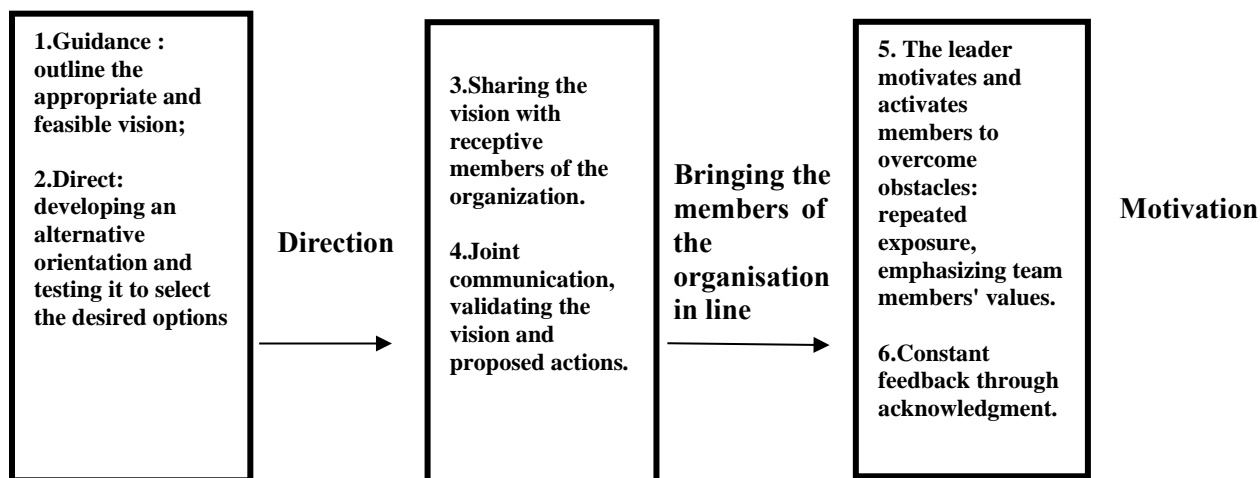 1.Guidance :
outline the
appropriate and
feasible vision;
2.Direct:
developing an
alternative
orientation and
testing it to select
the desired options
Direction
3.Sharing the
vision with
receptive
members of the
organization.
4.Joint
communication,
validating the
vision and
proposed actions.
Bringing the
members of
the
organisation
in line
5. The leader
motivates and
activates
members to
overcome
obstacles:
repeated
exposure,
emphasizing team
members' values.
6.Constant
feedback through
acknowledgment.
Motivation